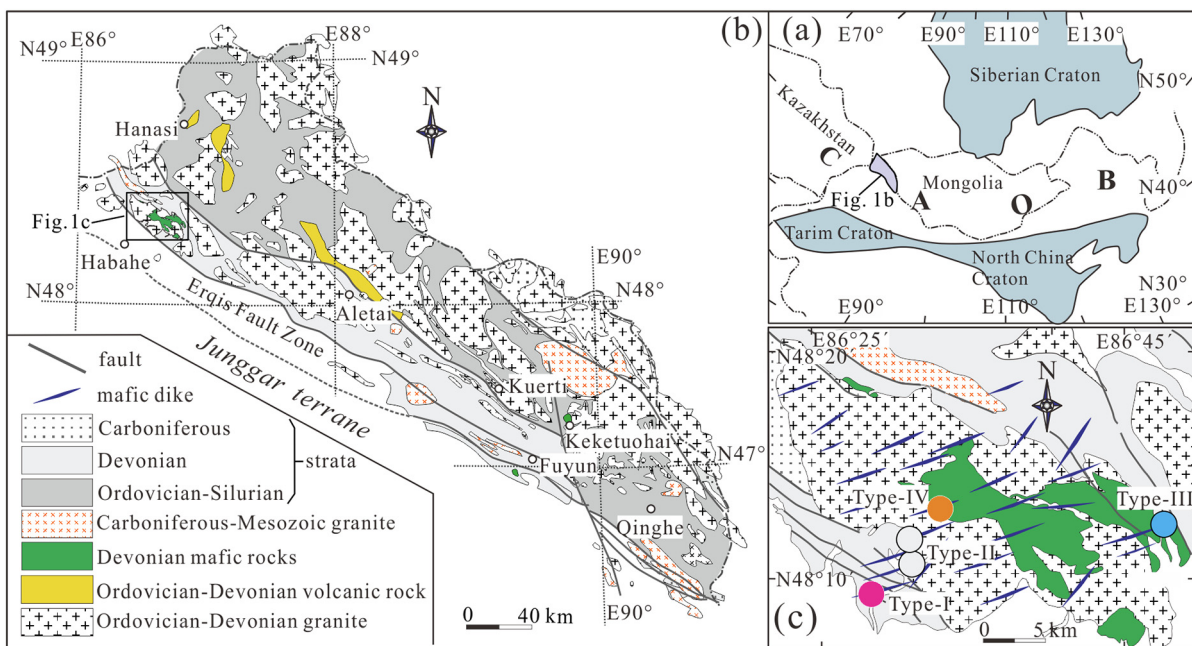 (b)
E86°
E88°
N49°
N49°
N
Hanasi
Fig.1c
Habahe
E90°
N48°
N48°
Aletai
Erqis Fault Zone
Junggar terrane
Kuerti
Keketuohai
N47°
Fuyun
Qinghe
E90°
0 40 km
fault
mafic dike
Carboniferous
Devonian
strata
Ordovician-Silurian
Carboniferous-Mesozoic granite
Devonian mafic rocks
Ordovician-Devonian volcanic rock
Ordovician-Devonian granite
(a)
E70°
E90°
E110°
E130°
Siberian Craton
N50°
Kazakhstan
C
Mongolia
B
N40°
Fig. 1b
A
O
Tarim Craton
North China
Craton
N30°
E90°
E110°
E130°
E86°25′
E86°45′
N48°20
N
Type-IV
Type-III
Type-II
N48°10
Type-I
(c)
0 5 km